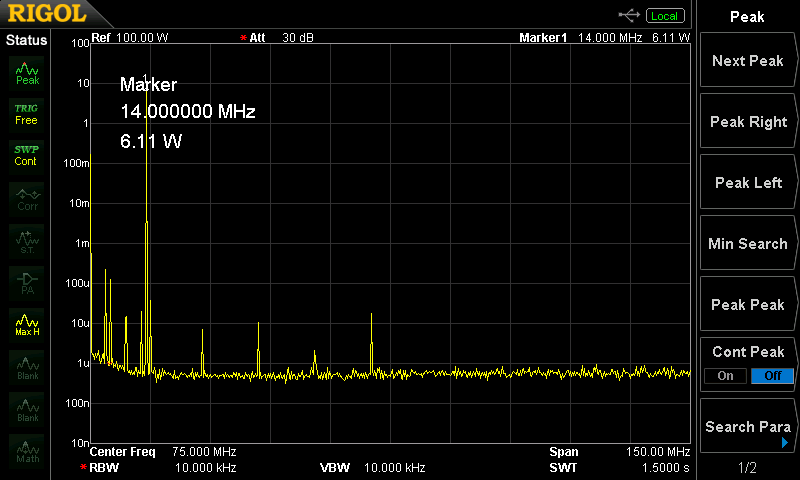 RIGOL
Local
Peak
Status
Ref 100.00 W
Att 30 dB
Marker1 14.000 MHz 6.11 W
Peak
TRIG
Free
SWP
Cont
Corr
S.T.
PA
Max H
Blank
Blank
Math
100
10
1
100m
10m
1m
100u
10u
1u
100n
10n
1
Marker
14.000000 MHz
6.11 W
Center Freq 75.000 MHz
Span 150.00 MHz
RBW 10.000 kHz
VBW 10.000 kHz
SWT 1.5000 s
Next Peak
Peak Right
Peak Left
Min Search
Peak Peak
Cont Peak
On Off
Search Para
1/2